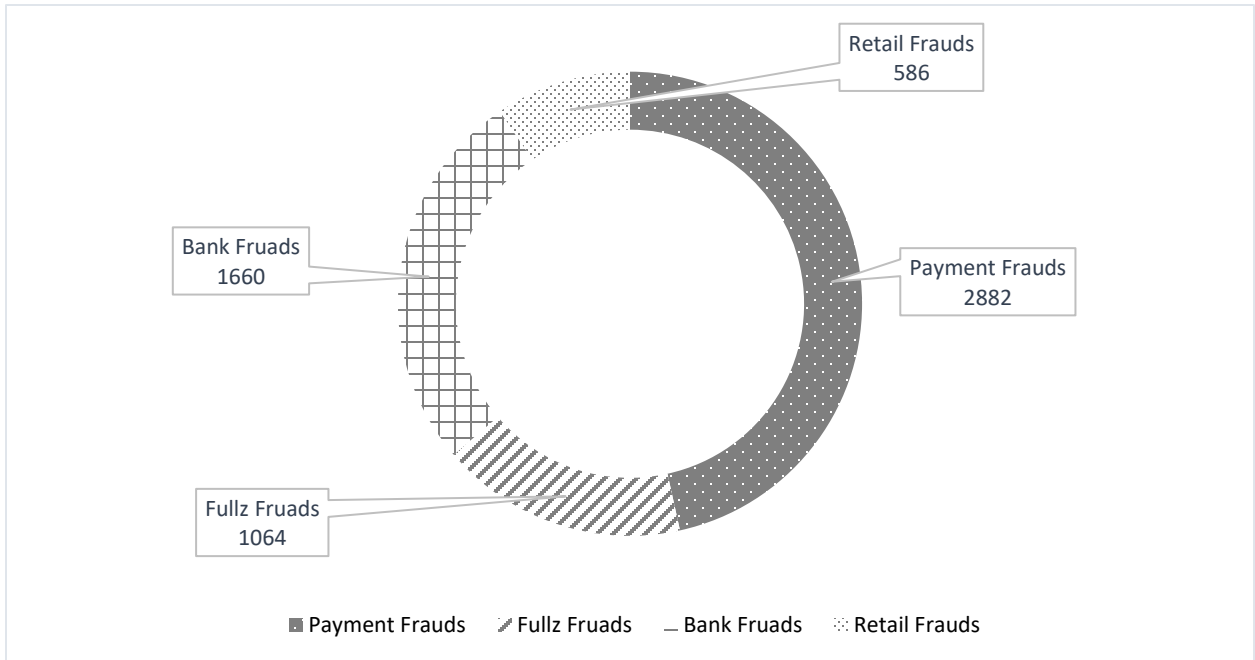 Retail Frauds
586
Bank Fruads
1660
Payment Frauds
2882
Fullz Fruads
1064
Payment Frauds Fullz Fruads Bank Fruads Retail Frauds